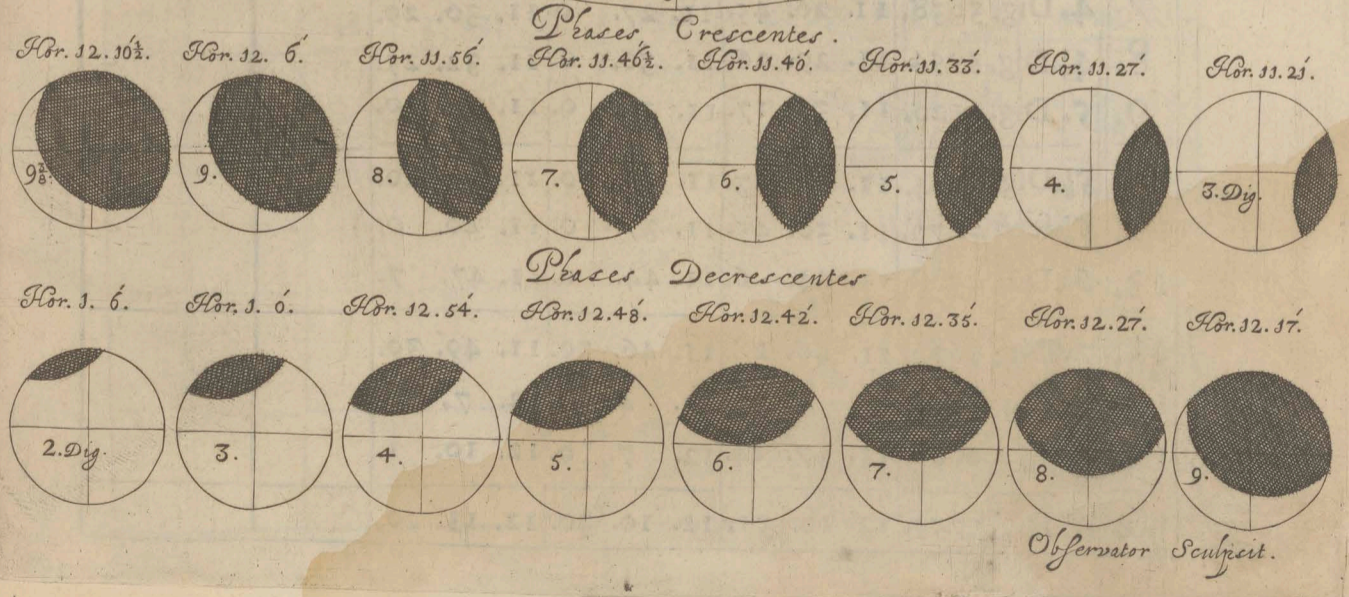 Phases Crescentes.
Hor. 12. 10½́. Hor. 12. 6́. Hor. 11. 56́. Hor. 11. 46½́. Hor. 11. 40́. Hor. 11. 33́. Hor. 11. 27́. Hor. 11. 21́.
9⅞. 9. 8. 7. 6. 5. 4. 3. Dig.
Phases Decrescentes
Hor. 1. 6́. Hor. 1. 0́. Hor. 12. 54́. Hor. 12. 48́. Hor. 12. 42́. Hor. 12. 35́. Hor. 12. 27́. Hor. 12. 17́.
2. Dig. 3. 4. 5. 6. 7. 8. 9.
Observator Sculpsit.